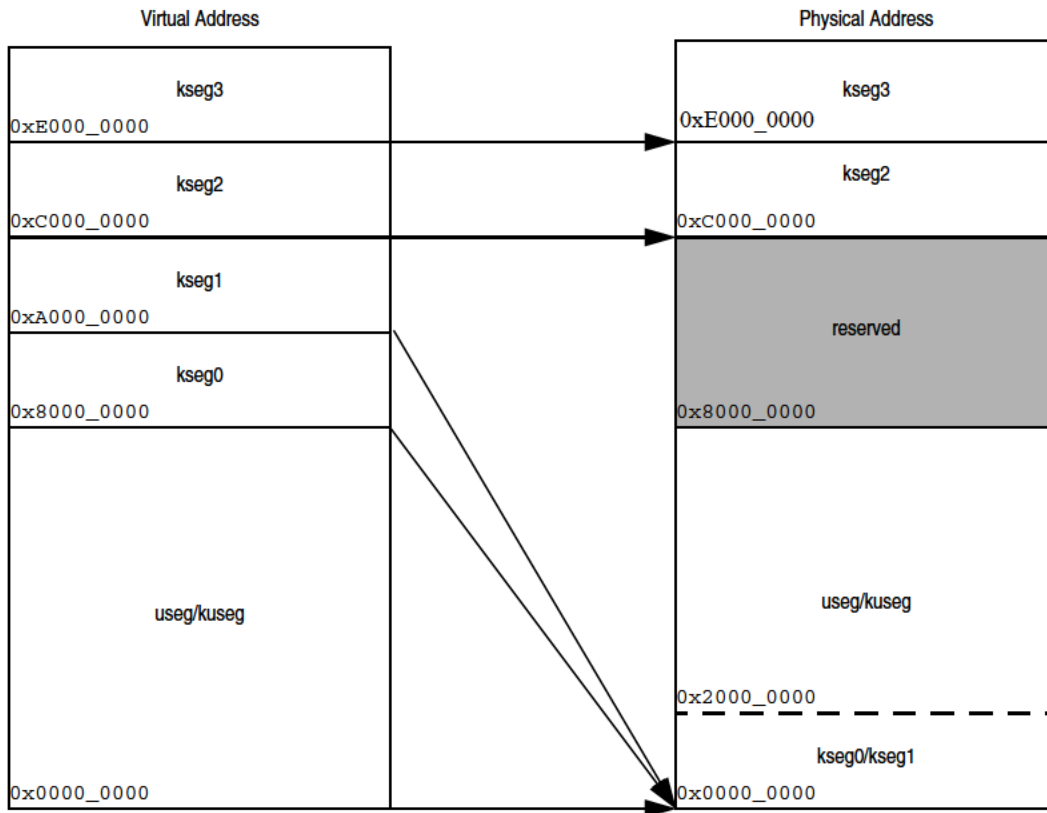 Virtual Address
kseg3
0xE000_0000
kseg2
0xC000_0000
kseg1
0xA000_0000
kseg0
0x8000_0000
useg/kuseg
0x0000_0000
Physical Address
kseg3
0xE000_0000
kseg2
0xC000_0000
reserved
0x8000_0000
useg/kuseg
0x2000_0000
kseg0/kseg1
0x0000_0000